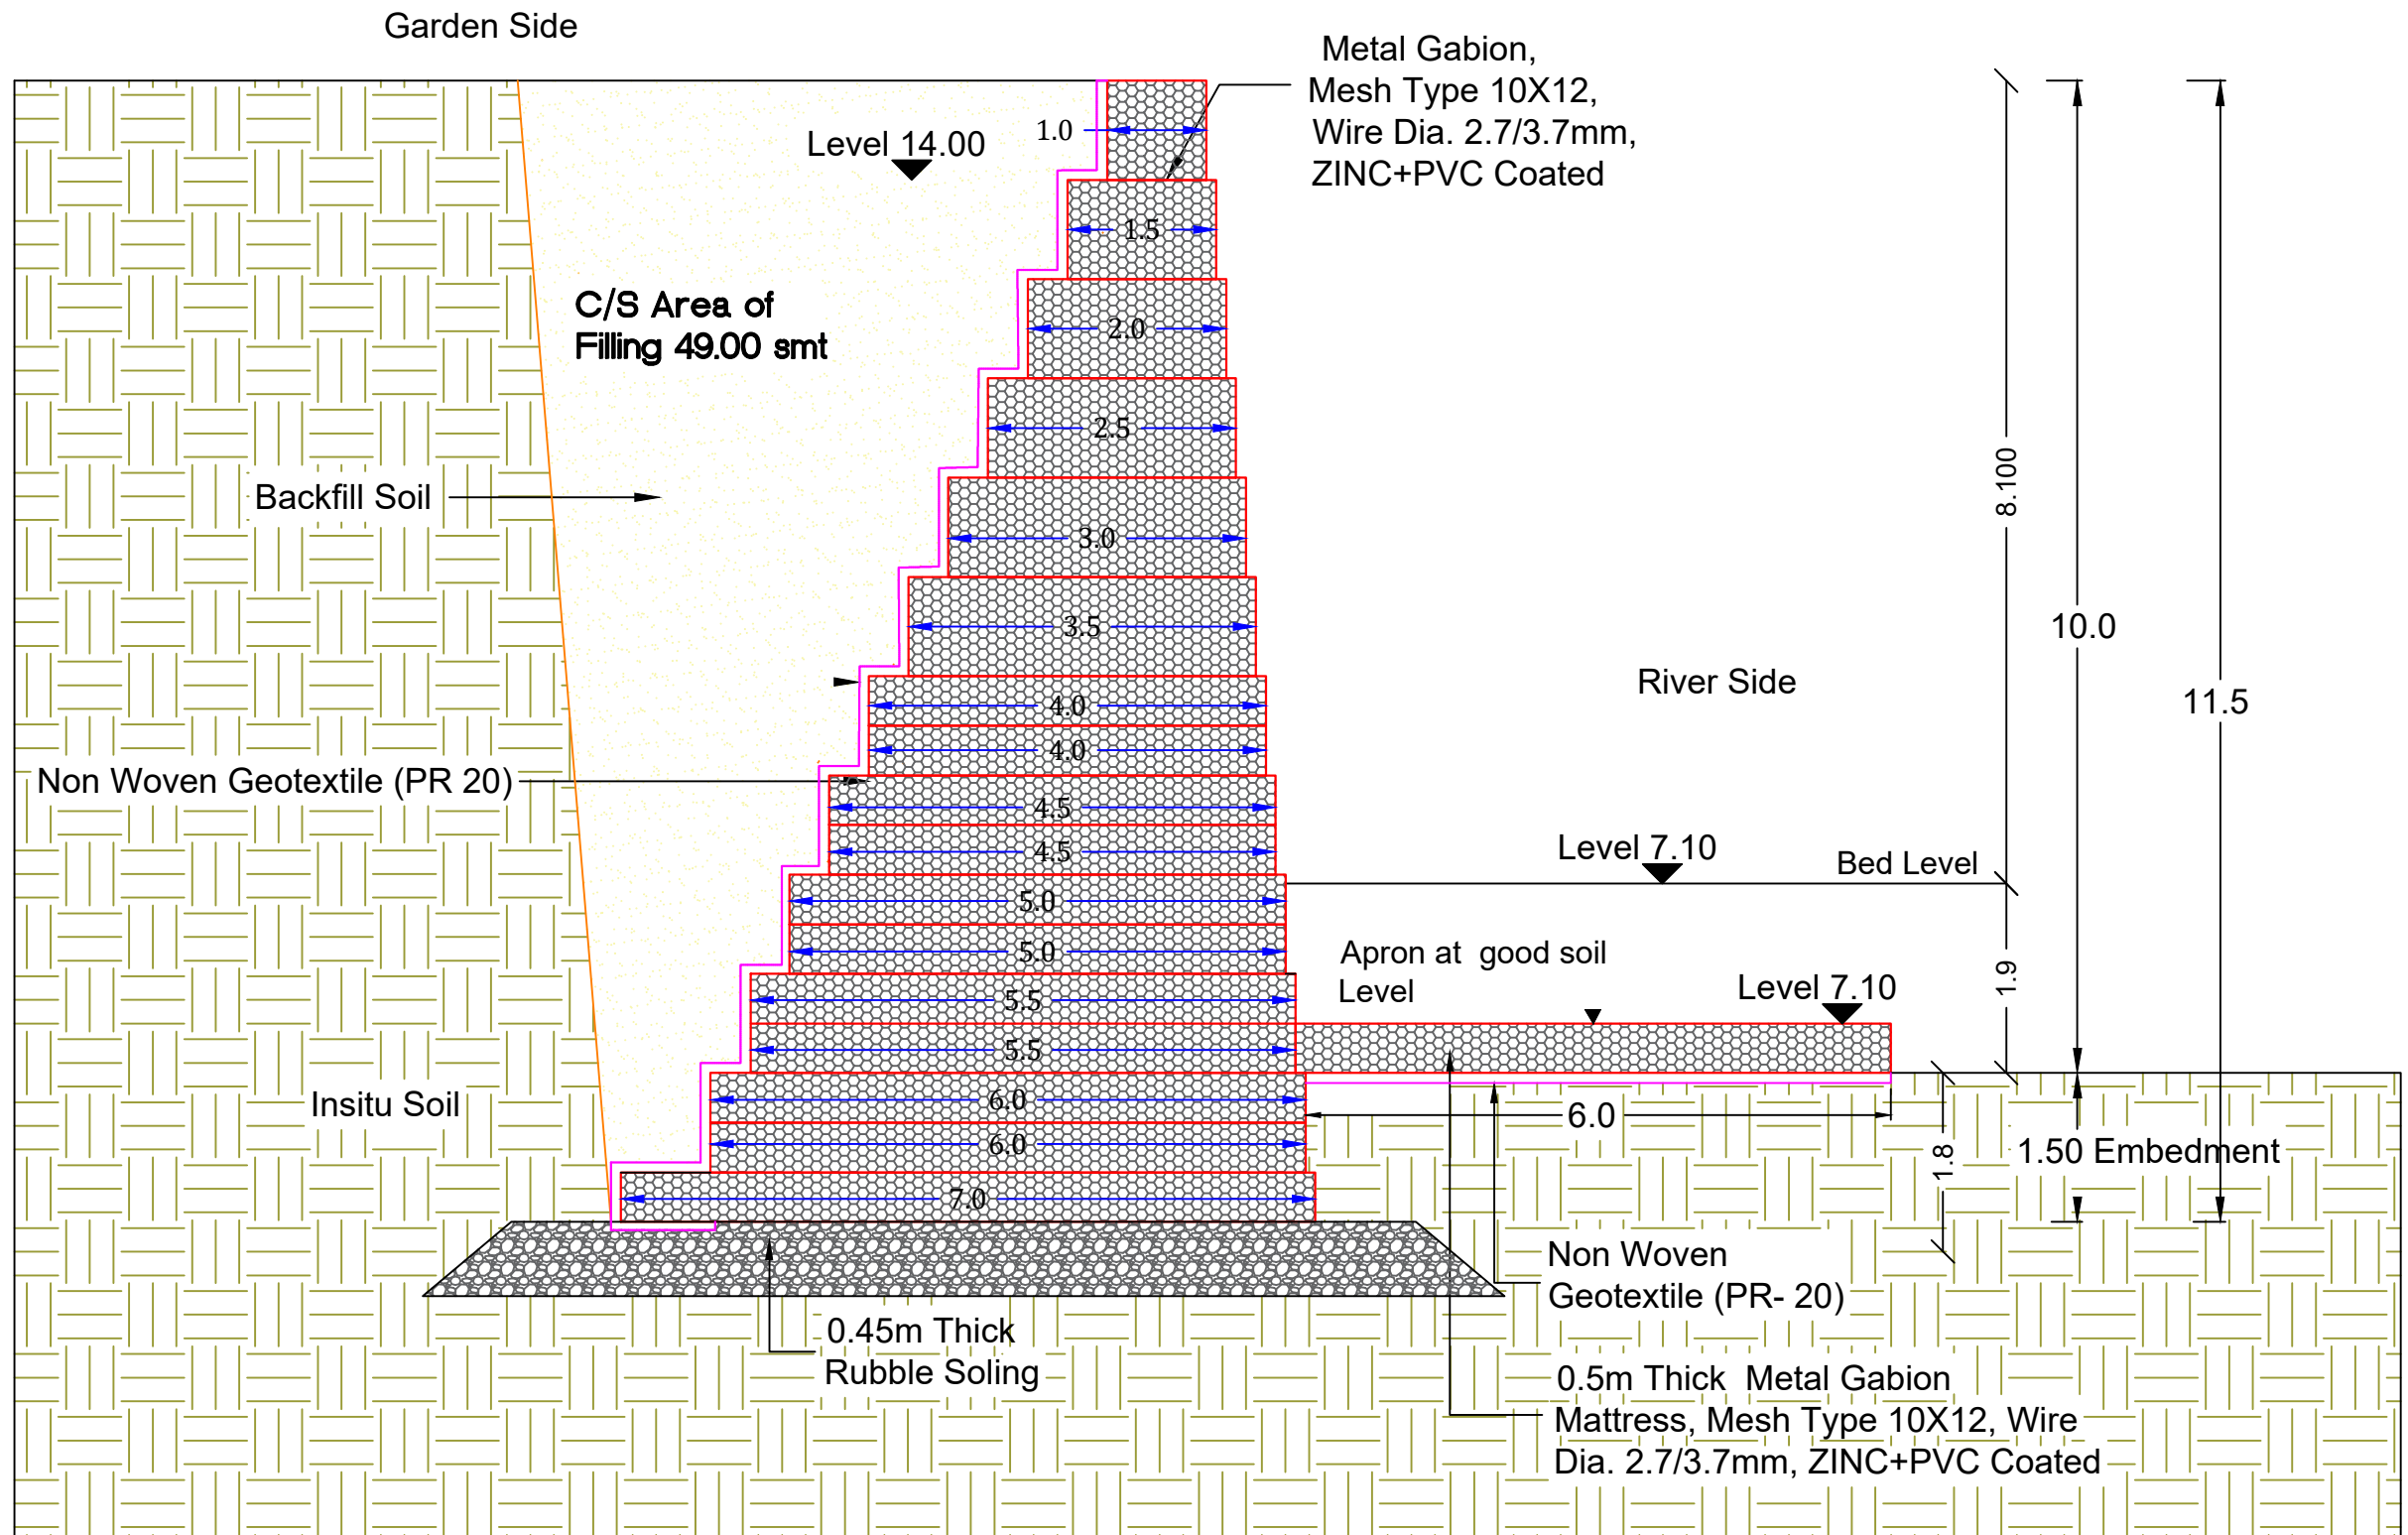 Garden Side
Metal Gabion,
Mesh Type 10X12,
Wire Dia. 2.7/3.7mm,
ZINC+PVC Coated
1.0
Level 14.00
1.5
C/S Area of
Filling 49.00 smt
2.0
2.5
Backfill Soil
8.100
3.0
3.5
10.0
River Side
11.5
4.0
4.0
Non Woven Geotextile (PR 20)
4.5
4.5
Level 7.10
Bed Level
5.0
5.0
Apron at good soil
Level
Level 7.10
1.9
5.5
5.5
Insitu Soil
6.0
6.0
6.0
1.8
1.50 Embedment
7.0
Non Woven
Geotextile (PR- 20)
0.45m Thick
Rubble Soling
0.5m Thick Metal Gabion
Mattress, Mesh Type 10X12, Wire
Dia. 2.7/3.7mm, ZINC+PVC Coated